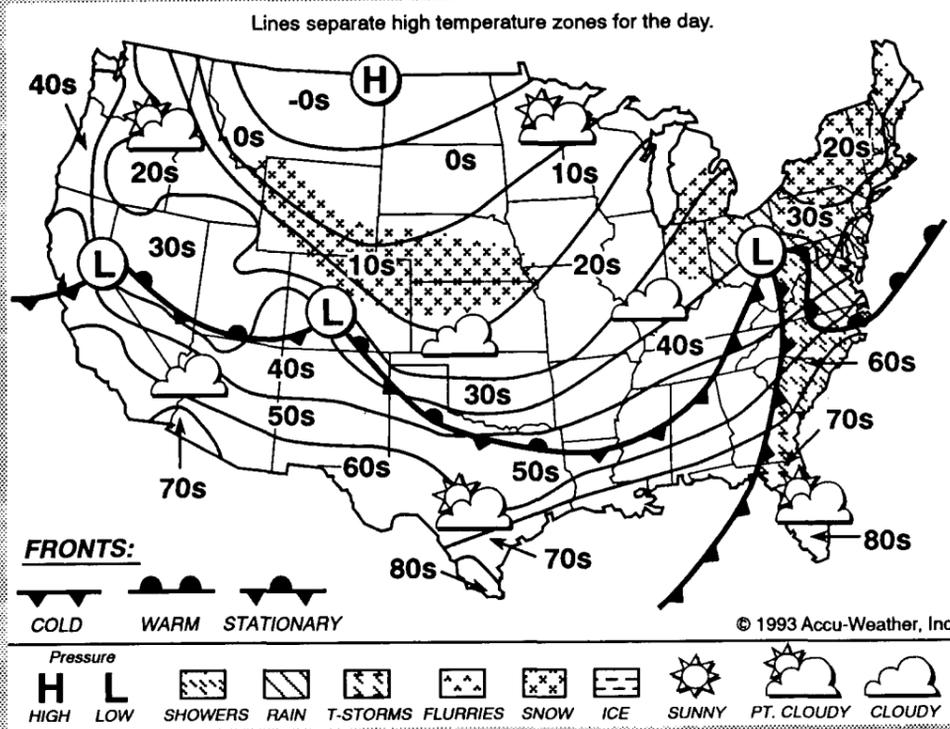 Lines separate high temperature zones for the day.
40s
-0s
H
0s
20s
0s
10s
20s
30s
L
30s
L
10s
20s
L
40s
40s
30s
60s
50s
70s
60s
50s
70s
80s
70s
80s
FRONTS:
COLD WARM STATIONARY
© 1993 Accu-Weather, Inc
Pressure
H L
HIGH LOW SHOWERS RAIN T-STORMS FLURRIES SNOW ICE SUNNY PT. CLOUDY CLOUDY